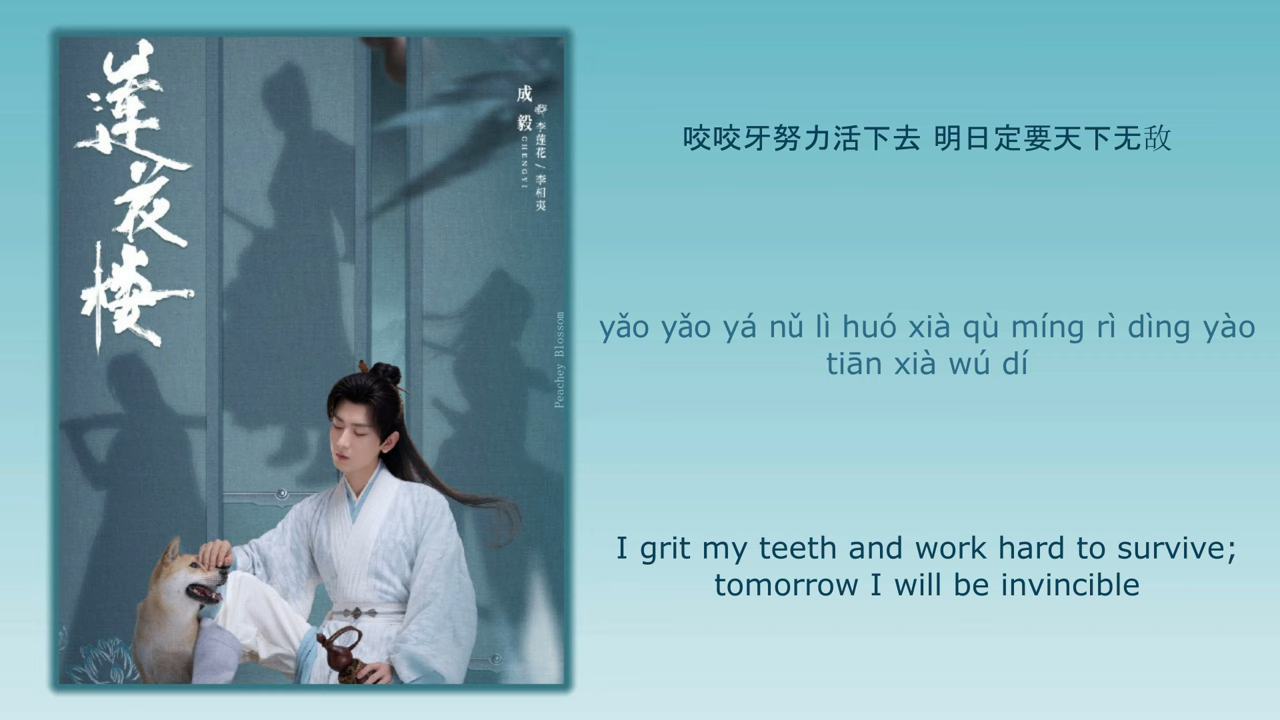 莲花楼
成毅
CHENGYI
饰
李莲花/李相夷
Peachey Blossom
咬咬牙努力活下去 明日定要天下无敌
yǎo yǎo yá nǔ lì huó xià qù míng rì dìng yào
tiān xià wú dí
I grit my teeth and work hard to survive;
tomorrow I will be invincible